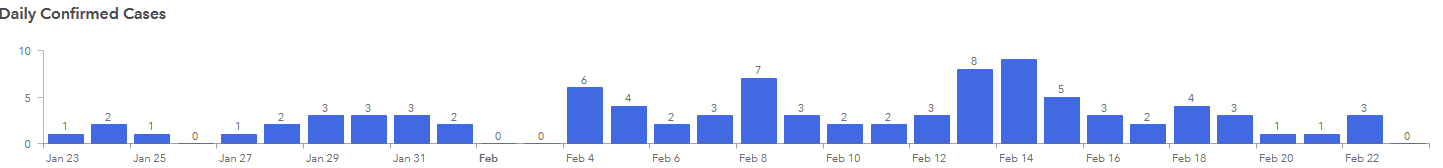 Daily Confirmed Cases
10
5
0
1 2 1 0 1 2 3 3 3 2 0 0 6 4 2 3 7 3 2 2 3 8 5 3 2 4 3 1 1 3 0
Jan 23 Jan 25 Jan 27 Jan 29 Jan 31 Feb Feb 4 Feb 6 Feb 8 Feb 10 Feb 12 Feb 14 Feb 16 Feb 18 Feb 20 Feb 22